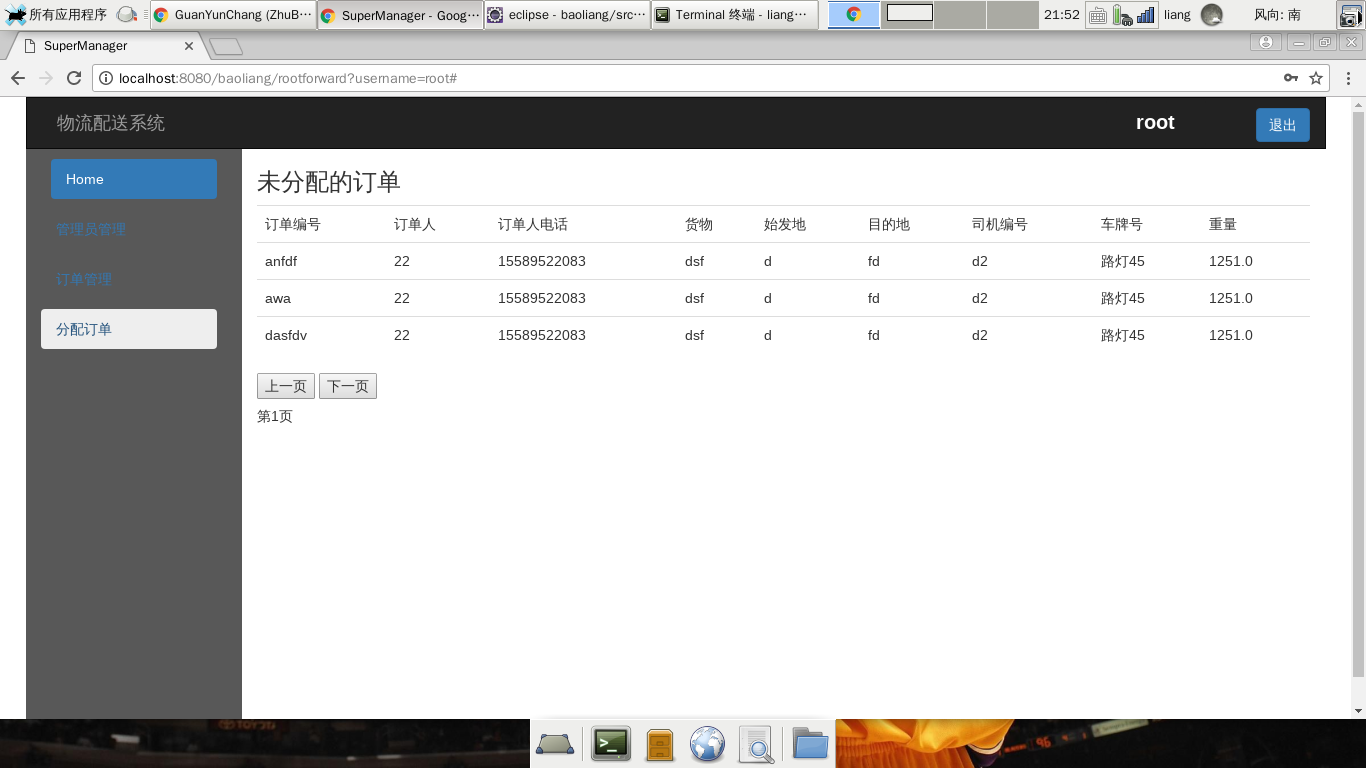 所有应用程序 GuanYunChang (ZhuB… SuperManager - Goog… eclipse - baoliang/src… Terminal 终端 - liang… 21:52 liang 风向: 南
SuperManager
localhost:8080/baoliang/rootforward?username=root#
物流配送系统 root 退出
Home
管理员管理
订单管理
分配订单
未分配的订单
订单编号 订单人 订单人电话 货物 始发地 目的地 司机编号 车牌号 重量
anfdf 22 15589522083 dsf d fd d2 路灯45 1251.0
awa 22 15589522083 dsf d fd d2 路灯45 1251.0
dasfdv 22 15589522083 dsf d fd d2 路灯45 1251.0
上一页 下一页
第1页